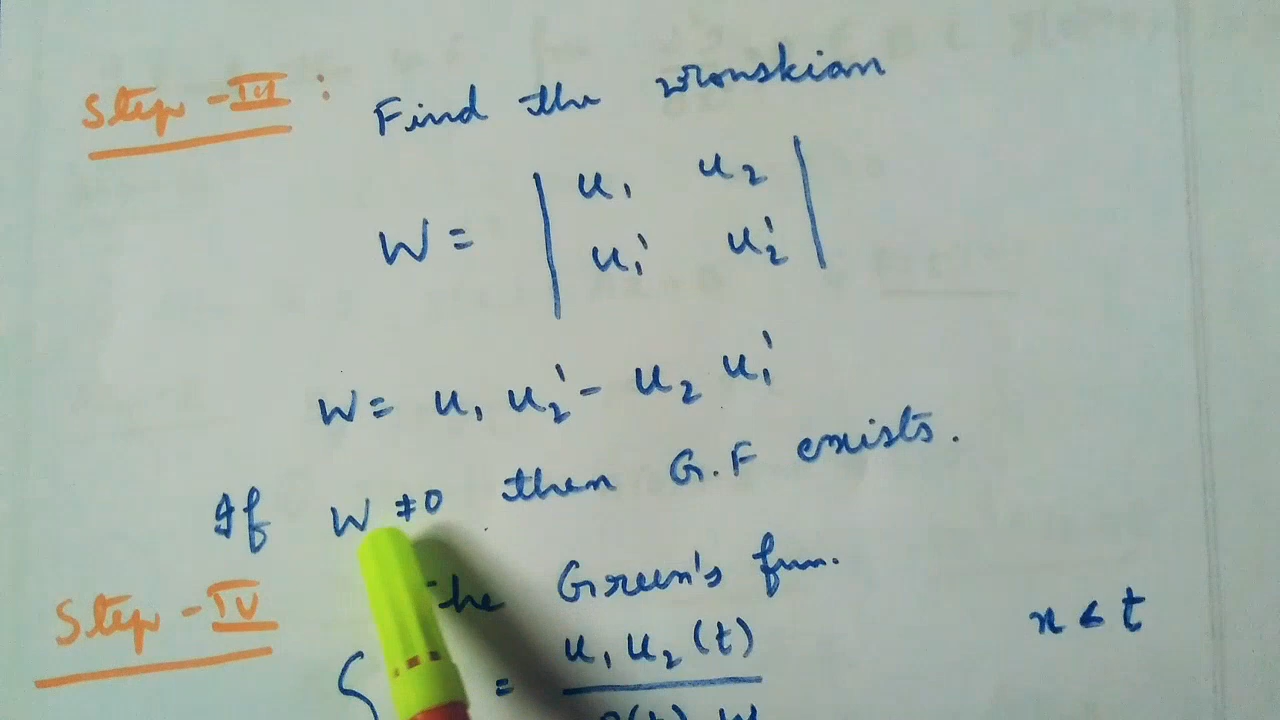 Step - III : Find the wronskian
W = | u₁ u₂ |
| u₁' u₂' |
W = u₁ u₂' - u₂ u₁'
If W ≠ 0 then G.F exists.
Step - IV the Green's fun.
{ = u₁ u₂ (t) x < t